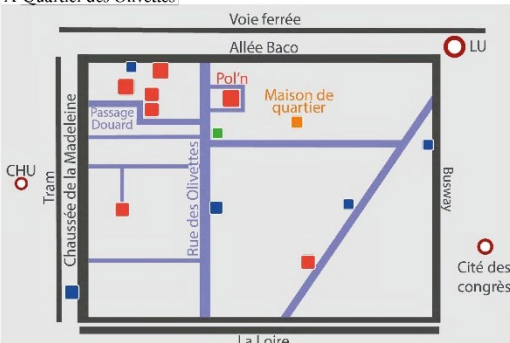 A Quartier des Olivettes
Voie ferrée
Allée Baco
LU
Pol'n
Maison de
quartier
Passage
Douard
CHU
Tram
Chaussée de la Madeleine
Rue des Olivettes
Busway
Cité des
congrès
La Loire